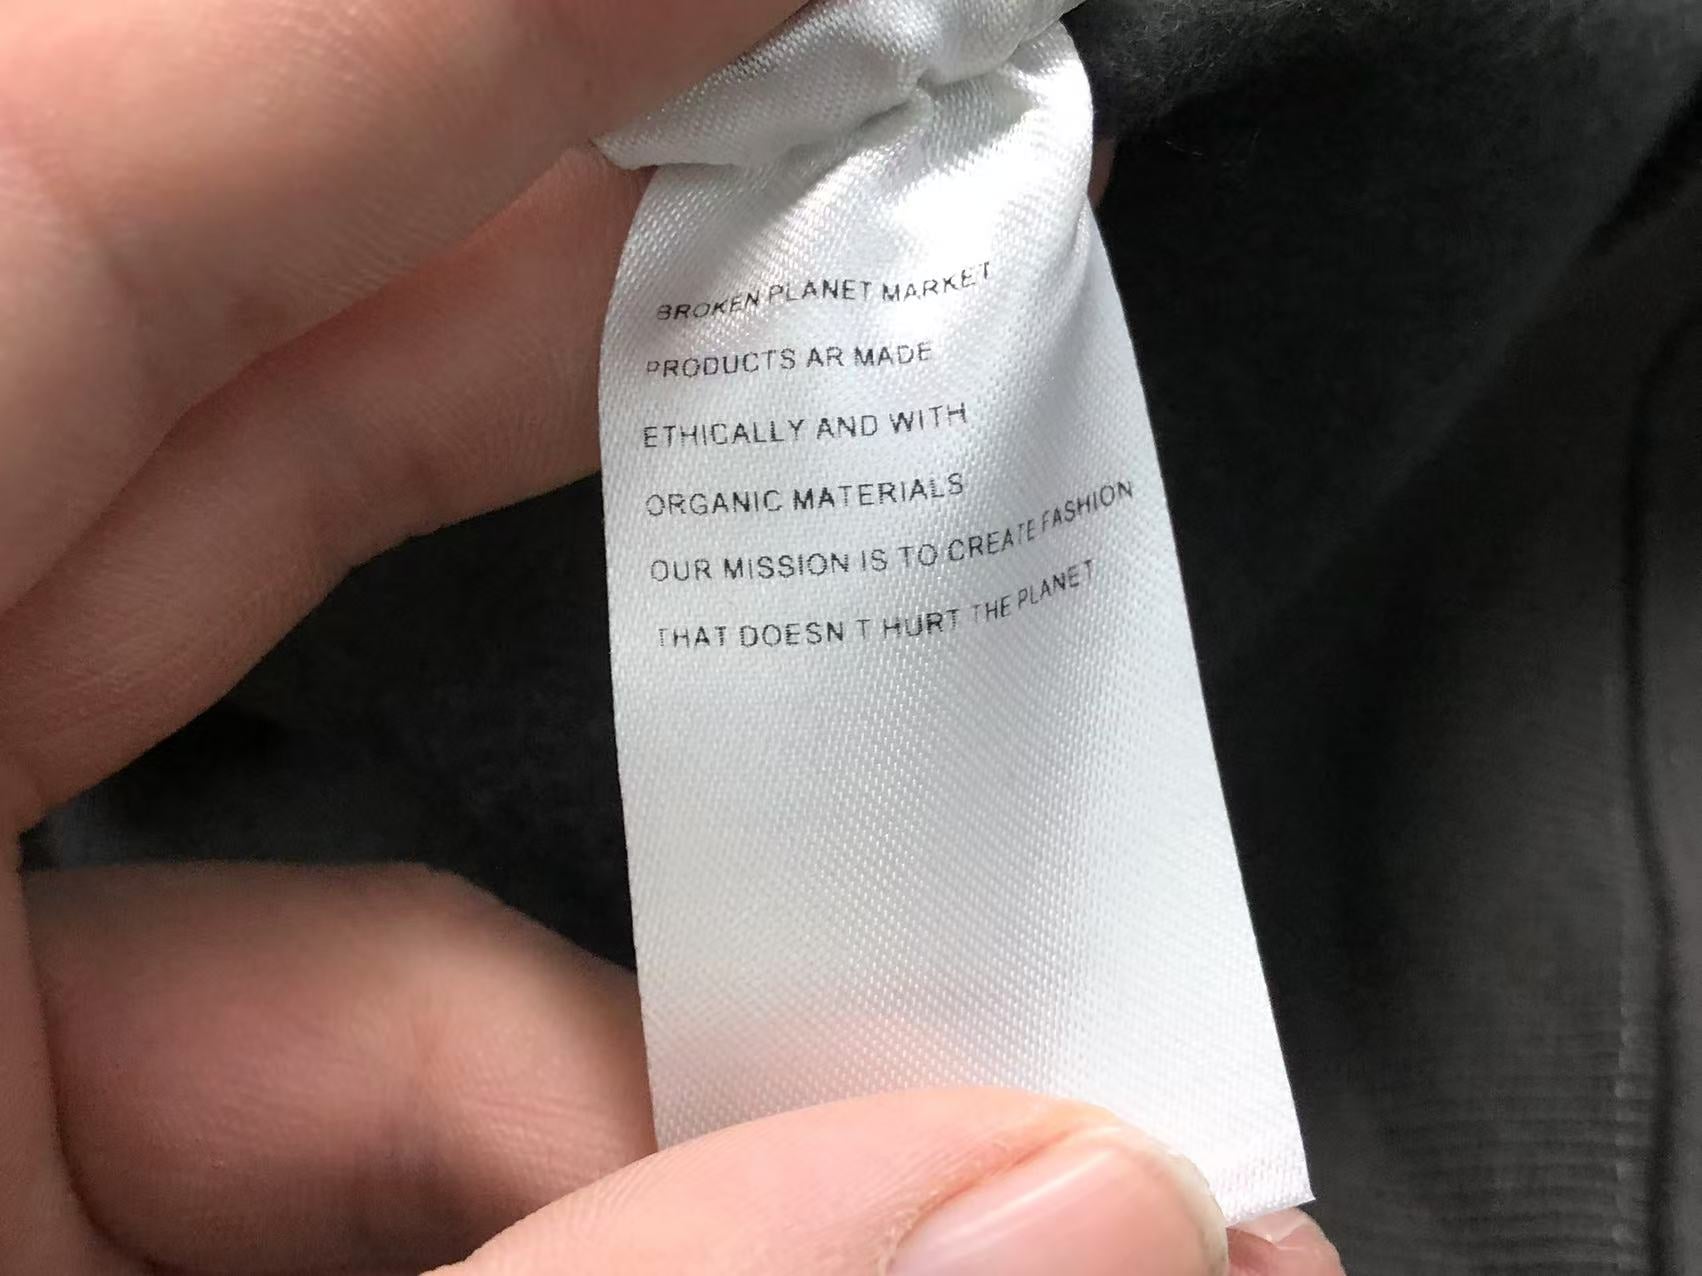 BROKEN PLANET MARKET
PRODUCTS AR MADE
ETHICALLY AND WITH
ORGANIC MATERIALS
OUR MISSION IS TO CREATE FASHION
THAT DOESN T HURT THE PLANET